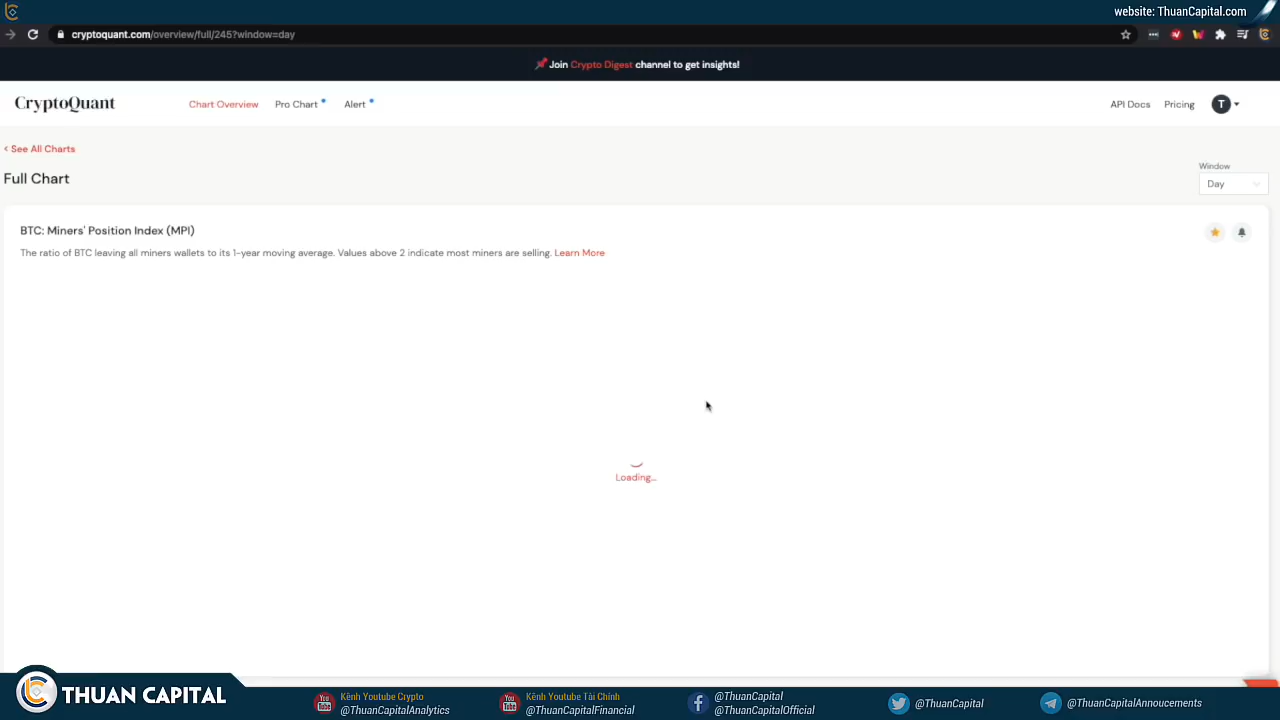 website: ThuanCapital.com
cryptoquant.com/overview/full/245?window=day
Join Crypto Digest channel to get insights!
CryptoQuant
Chart Overview
Pro Chart
Alert
API Docs
Pricing
T
< See All Charts
Full Chart
Window
Day
BTC: Miners' Position Index (MPI)
The ratio of BTC leaving all miners wallets to its 1-year moving average. Values above 2 indicate most miners are selling. Learn More
Loading...
THUAN CAPITAL
You Tube
Kênh Youtube Crypto
@ThuanCapitalAnalytics
You Tube
Kênh Youtube Tài Chính
@ThuanCapitalFinancial
@ThuanCapital
@ThuanCapitalOfficial
@ThuanCapital
@ThuanCapitalAnnoucements